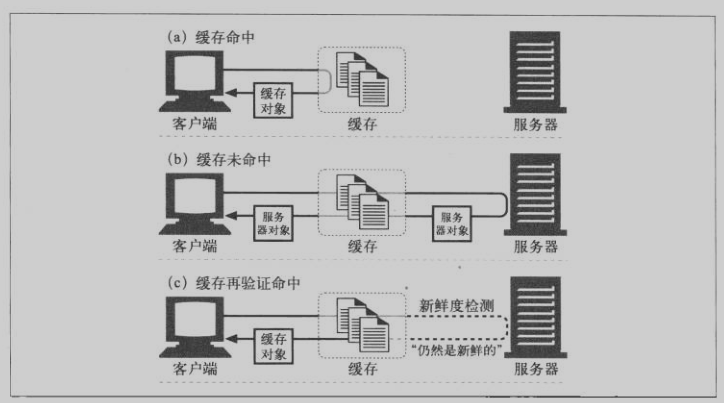 (a) 缓存命中
缓存
对象
客户端
缓存
服务器
(b) 缓存未命中
服务
器对象
服务
器对象
客户端
缓存
服务器
(c) 缓存再验证命中
新鲜度检测
缓存
对象
“仍然是新鲜的”
客户端
缓存
服务器